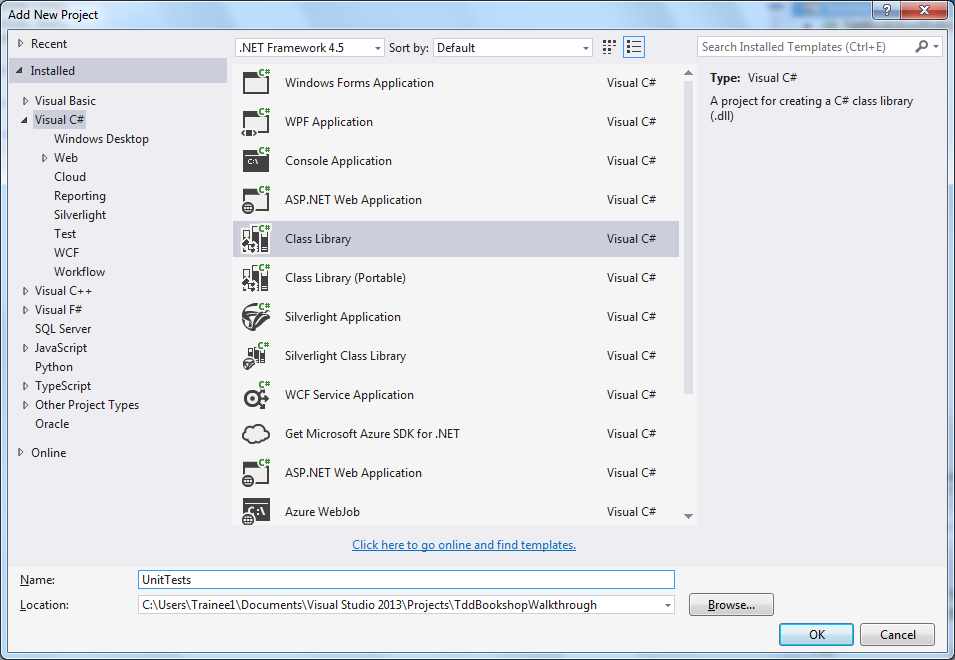 Add New Project
Recent
Installed
Visual Basic
Visual C#
Windows Desktop
Web
Cloud
Reporting
Silverlight
Test
WCF
Workflow
Visual C++
Visual F#
SQL Server
JavaScript
Python
TypeScript
Other Project Types
Oracle
Online
.NET Framework 4.5 Sort by: Default
Windows Forms Application Visual C#
WPF Application Visual C#
Console Application Visual C#
ASP.NET Web Application Visual C#
Class Library Visual C#
Class Library (Portable) Visual C#
Silverlight Application Visual C#
Silverlight Class Library Visual C#
WCF Service Application Visual C#
Get Microsoft Azure SDK for .NET Visual C#
ASP.NET Web Application Visual C#
Azure WebJob Visual C#
Click here to go online and find templates.
Search Installed Templates (Ctrl+E)
Type: Visual C#
A project for creating a C# class library
(.dll)
Name: UnitTests
Location: C:\Users\Trainee1\Documents\Visual Studio 2013\Projects\TddBookshopWalkthrough
Browse...
OK Cancel